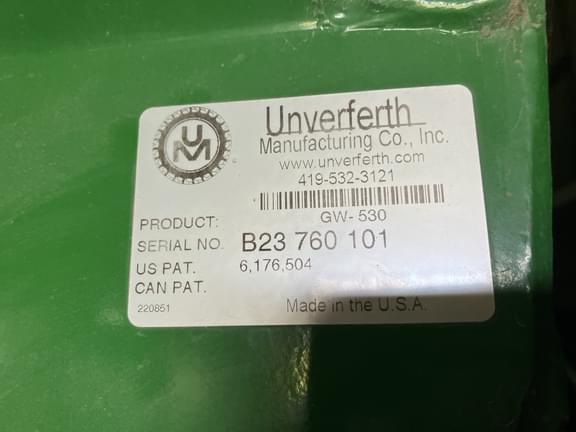 UM
Unverferth
Manufacturing Co., Inc.
www.unverferth.com
419-532-3121
GW-530
PRODUCT:
SERIAL NO. B23 760 101
US PAT. 6,176,504
CAN PAT.
220851
Made in the U.S.A.